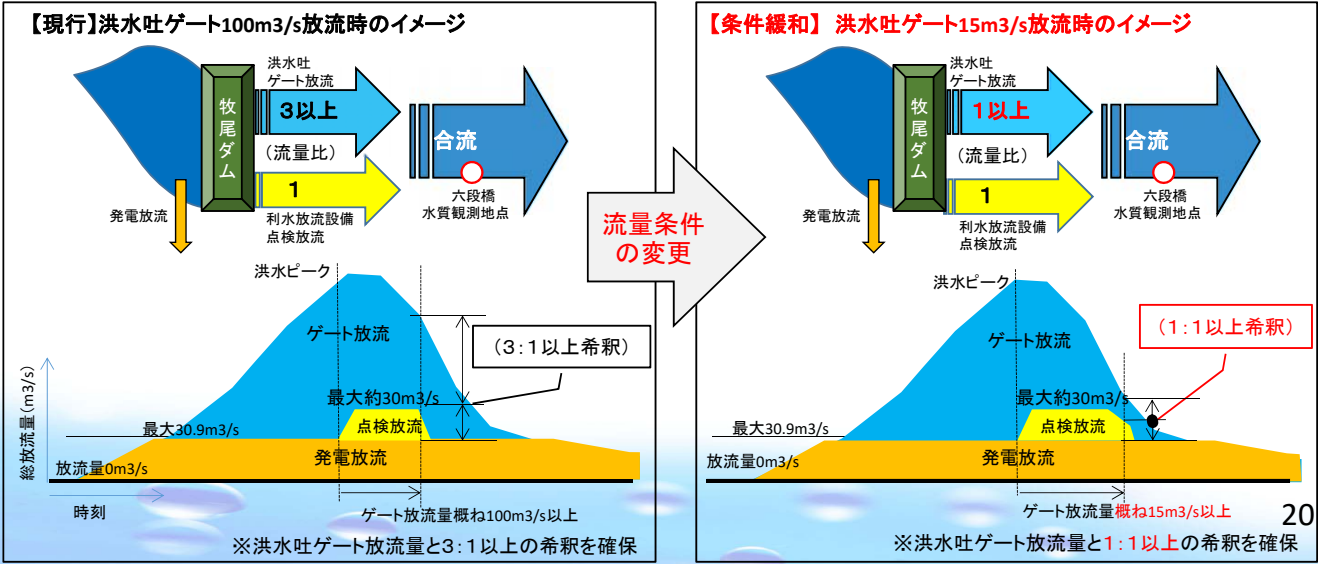 【現行】洪水吐ゲート100m3/s放流時のイメージ
洪水吐
ゲート放流
牧尾ダム
3以上
(流量比)
1
合流
六段橋
水質観測地点
発電放流
利水放流設備
点検放流
洪水ピーク
ゲート放流
(3:1以上希釈)
総放流量(m3/s)
最大約30m3/s
最大30.9m3/s
点検放流
発電放流
放流量0m3/s
時刻
ゲート放流量概ね100m3/s以上
※洪水吐ゲート放流量と3:1以上の希釈を確保
流量条件
の変更
【条件緩和】 洪水吐ゲート15m3/s放流時のイメージ
洪水吐
ゲート放流
牧尾ダム
1以上
(流量比)
1
合流
六段橋
水質観測地点
発電放流
利水放流設備
点検放流
洪水ピーク
ゲート放流
(1:1以上希釈)
最大約30m3/s
最大30.9m3/s
点検放流
発電放流
放流量0m3/s
ゲート放流量概ね15m3/s以上
※洪水吐ゲート放流量と1:1以上の希釈を確保
20